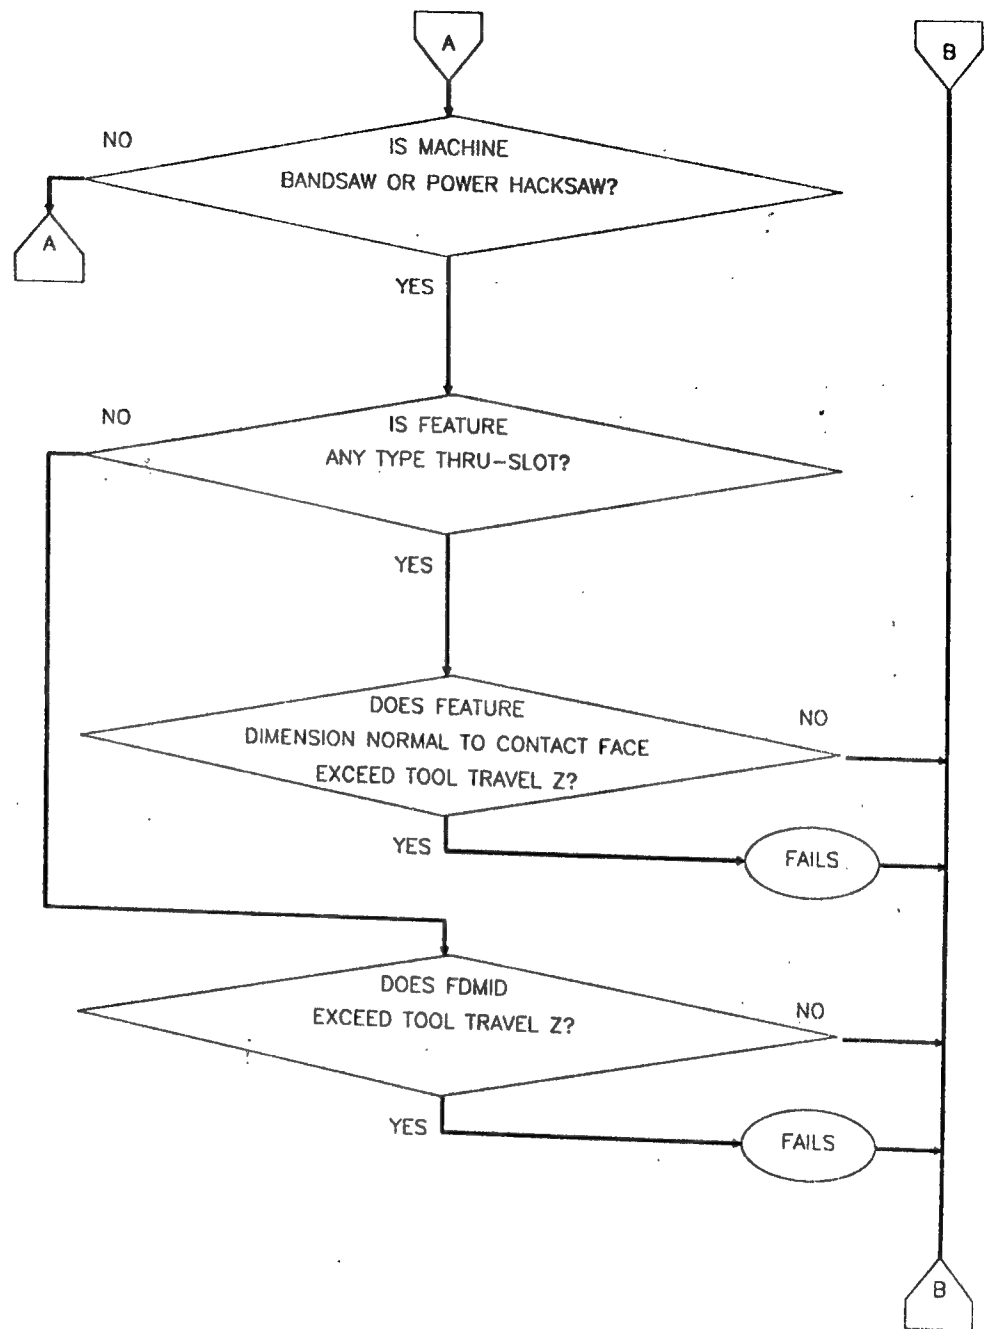 A
B
NO
IS MACHINE
BANDSAW OR POWER HACKSAW?
A
YES
NO
IS FEATURE
ANY TYPE THRU-SLOT?
YES
DOES FEATURE
NO
DIMENSION NORMAL TO CONTACT FACE
EXCEED TOOL TRAVEL Z?
YES
FAILS
DOES FDMID
NO
EXCEED TOOL TRAVEL Z?
YES
FAILS
B